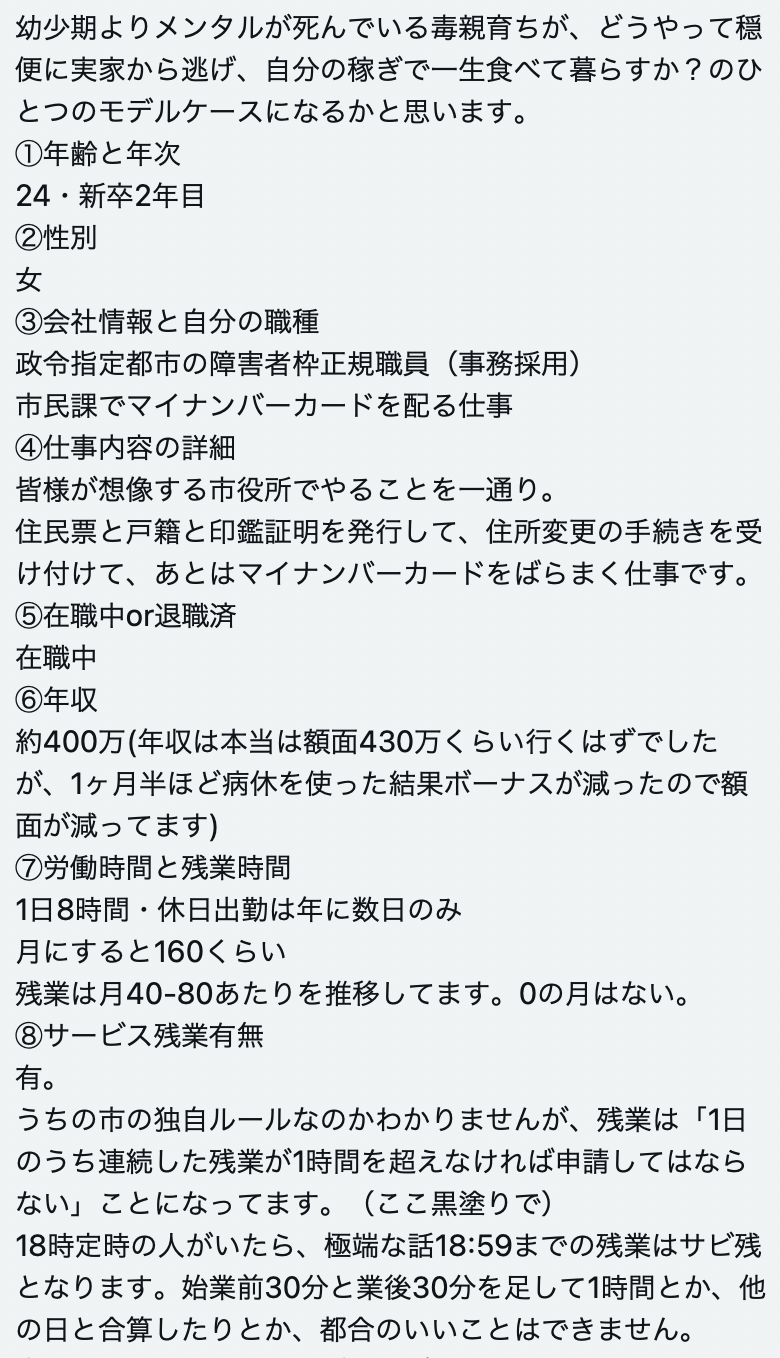 幼少期よりメンタルが死んでいる毒親育ちが、どうやって穏
便に実家から逃げ、自分の稼ぎで一生食べて暮らすか？のひ
とつのモデルケースになるかと思います。
①年齢と年次
24・新卒2年目
②性別
女
③会社情報と自分の職種
政令指定都市の障害者枠正規職員（事務採用）
市民課でマイナンバーカードを配る仕事
④仕事内容の詳細
皆様が想像する市役所でやることを一通り。
住民票と戸籍と印鑑証明を発行して、住所変更の手続きを受
け付けて、あとはマイナンバーカードをばらまく仕事です。
⑤在職中or退職済
在職中
⑥年収
約400万(年収は本当は額面430万くらい行くはずでした
が、1ヶ月半ほど病休を使った結果ボーナスが減ったので額
面が減ってます)
⑦労働時間と残業時間
1日8時間・休日出勤は年に数日のみ
月にすると160くらい
残業は月40-80あたりを推移してます。0の月はない。
⑧サービス残業有無
有。
うちの市の独自ルールなのかわかりませんが、残業は「1日
のうち連続した残業が1時間を超えなければ申請してはなら
ない」ことになってます。（ここ黒塗りで）
18時定時の人がいたら、極端な話18:59までの残業はサビ残
となります。始業前30分と業後30分を足して1時間とか、他
の日と合算したりとか、都合のいいことはできません。